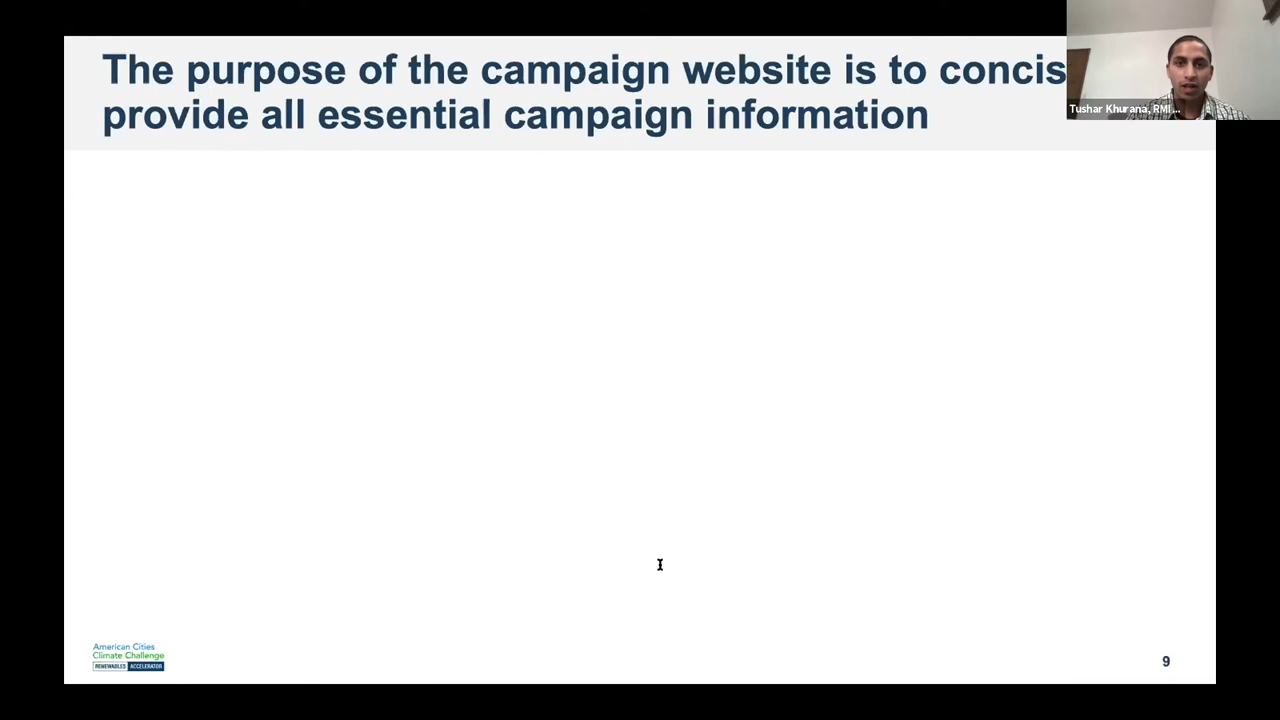 The purpose of the campaign website is to concis
provide all essential campaign information
Tushar Khurana, RMI ...
American Cities
Climate Challenge
RENEWABLES ACCELERATOR
9